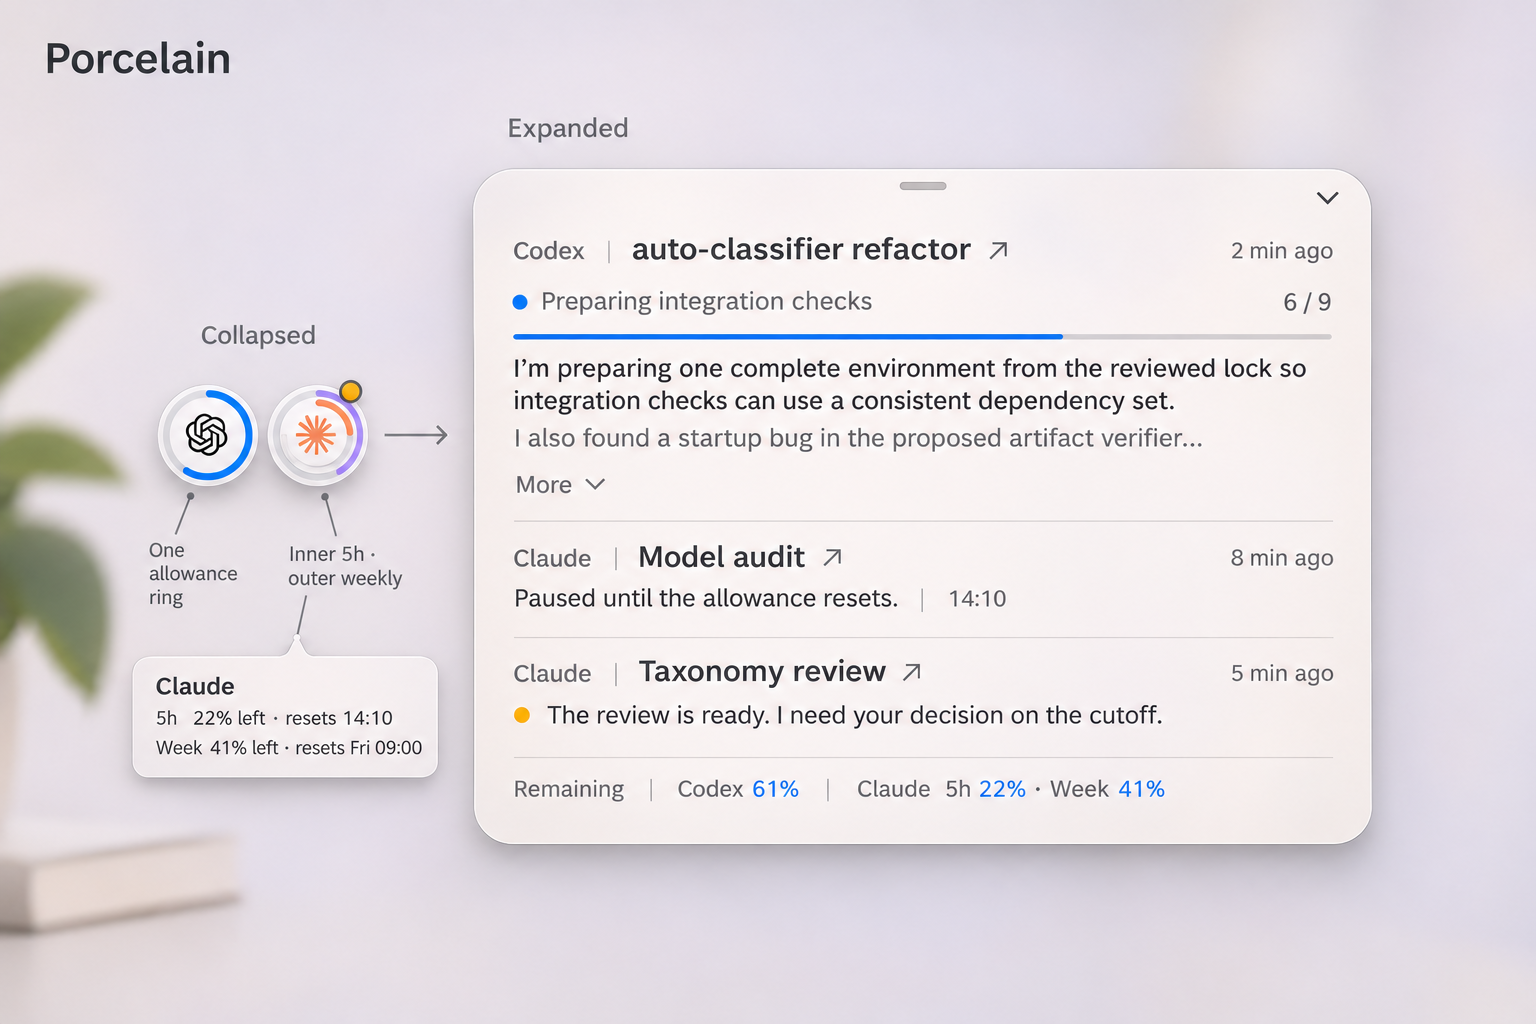 Porcelain
Expanded
Collapsed
One
allowance
ring
Inner 5h ·
outer weekly
Claude
5h 22% left · resets 14:10
Week 41% left · resets Fri 09:00
Codex | auto-classifier refactor 2 min ago
Preparing integration checks 6 / 9
I’m preparing one complete environment from the reviewed lock so
integration checks can use a consistent dependency set.
I also found a startup bug in the proposed artifact verifier...
More
Claude | Model audit 8 min ago
Paused until the allowance resets. | 14:10
Claude | Taxonomy review 5 min ago
The review is ready. I need your decision on the cutoff.
Remaining | Codex 61% | Claude 5h 22% · Week 41%